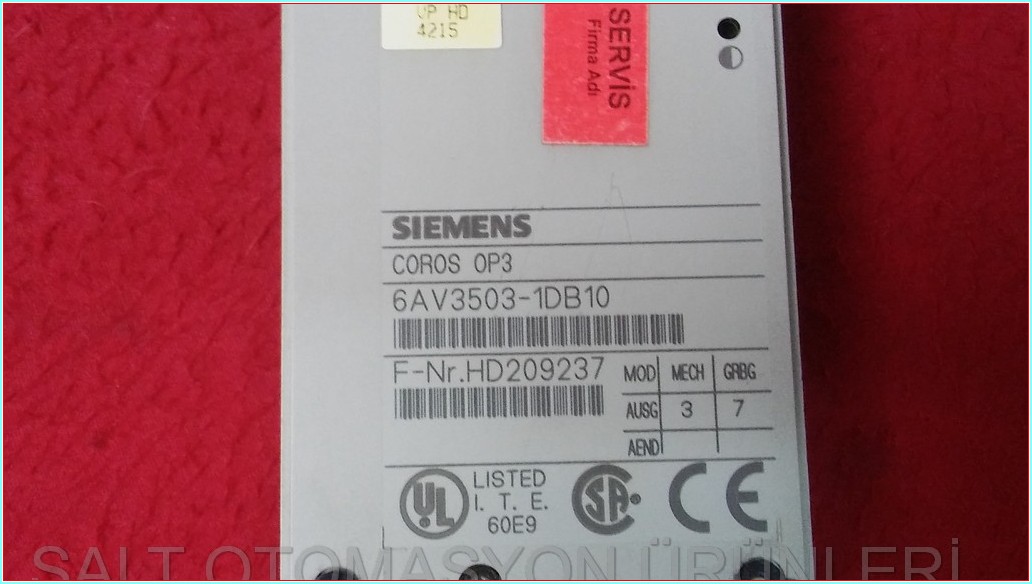 OP HD
4215
SERVİS
Firma Adı
SIEMENS
COROS OP3
6AV3503-1DB10
F-Nr.HD209237
MOD MECH GRBG
AUSG 3 7
AEND
UL LISTED
I. T. E.
60E9
SA
CE
SALT OTOMASYON ÜRÜNLERİ